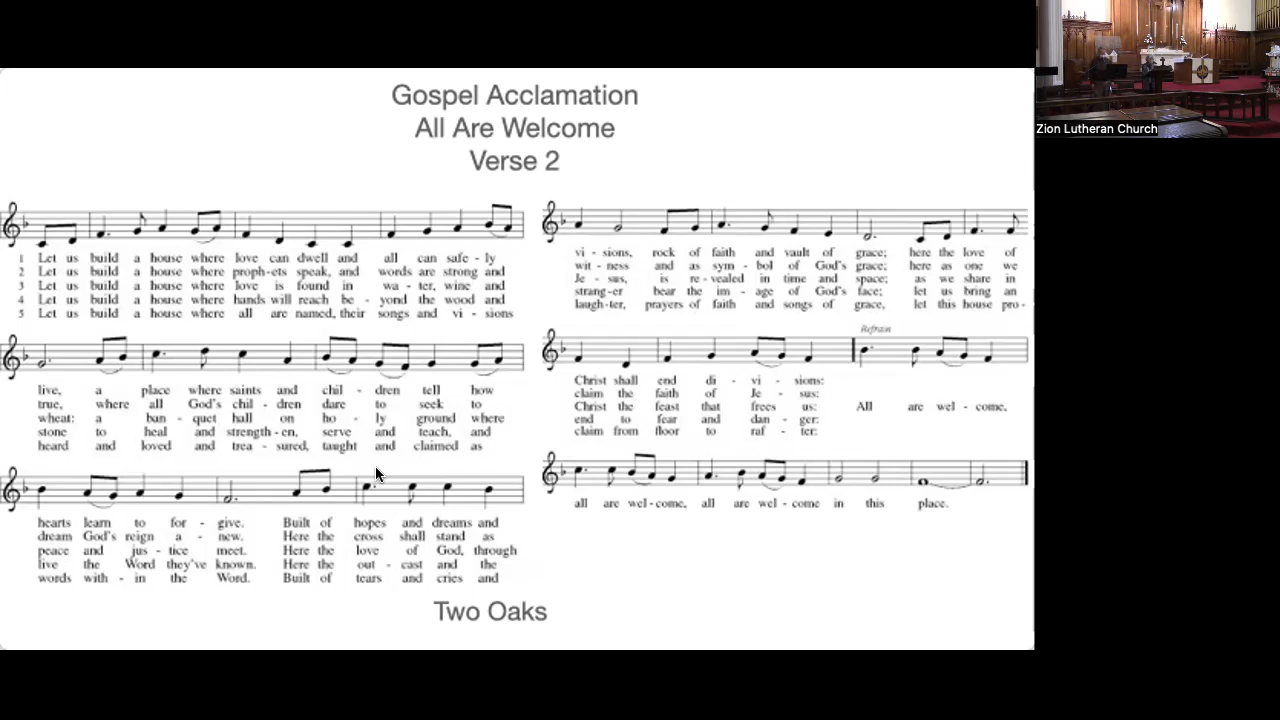 Gospel Acclamation
All Are Welcome
Verse 2
Zion Lutheran Church
1 Let us build a house where love can dwell and all can safe - ly
2 Let us build a house where proph-ets speak, and words are strong and
3 Let us build a house where love is found in wa - ter, wine and
4 Let us build a house where hands will reach be - yond the wood and
5 Let us build a house where all are named, their songs and vi - sions
live, a place where saints and chil - dren tell how
true, where all God's chil - dren dare to seek to
wheat: a ban - quet hall on ho - ly ground where
stone to heal and strength - en, serve and teach, and
heard and loved and trea - sured, taught and claimed as
hearts learn to for - give. Built of hopes and dreams and
dream God's reign a - new. Here the cross shall stand as
peace and jus - tice meet. Here the love of God, through
live the Word they've known. Here the out - cast and the
words with - in the Word. Built of tears and cries and
vi - sions, rock of faith and vault of grace; here the love of
wit - ness and as sym - bol of God's grace; here as one we
Je - sus, is re - vealed in time and space; as we share in
strang - er bear the im - age of God's face; let us bring an
laugh - ter, prayers of faith and songs of grace, let this house pro -
Refrain
Christ shall end di - vi - sions:
claim the faith of Je - sus:
Christ the feast that frees us: All are wel - come,
end to fear and dan - ger:
claim from floor to raf - ter:
all are wel - come, all are wel - come in this place.
Two Oaks